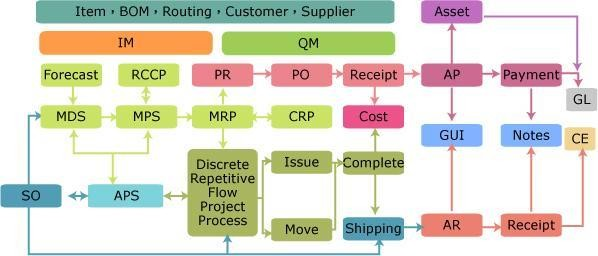 Item，BOM，Routing，Customer，Supplier
Asset
IM
QM
Forecast
RCCP
PR
PO
Receipt
AP
Payment
GL
MDS
MPS
MRP
CRP
Cost
GUI
Notes
CE
Discrete
Repetitive
Flow
Project
Process
Issue
Complete
SO
APS
Move
Shipping
AR
Receipt